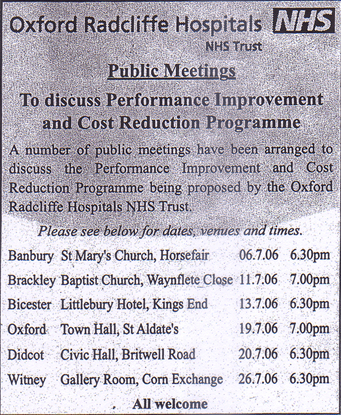 Oxford Radcliffe Hospitals NHS
NHS Trust
Public Meetings
To discuss Performance Improvement
and Cost Reduction Programme
A number of public meetings have been arranged to
discuss the Performance Improvement and Cost
Reduction Programme being proposed by the Oxford
Radcliffe Hospitals NHS Trust.
Please see below for dates, venues and times.
Banbury St Mary's Church, Horsefair 06.7.06 6.30pm
Brackley Baptist Church, Waynflete Close 11.7.06 7.00pm
Bicester Littlebury Hotel, Kings End 13.7.06 6.30pm
Oxford Town Hall, St Aldate's 19.7.06 7.00pm
Didcot Civic Hall, Britwell Road 20.7.06 6.30pm
Witney Gallery Room, Corn Exchange 26.7.06 6.30pm
All welcome